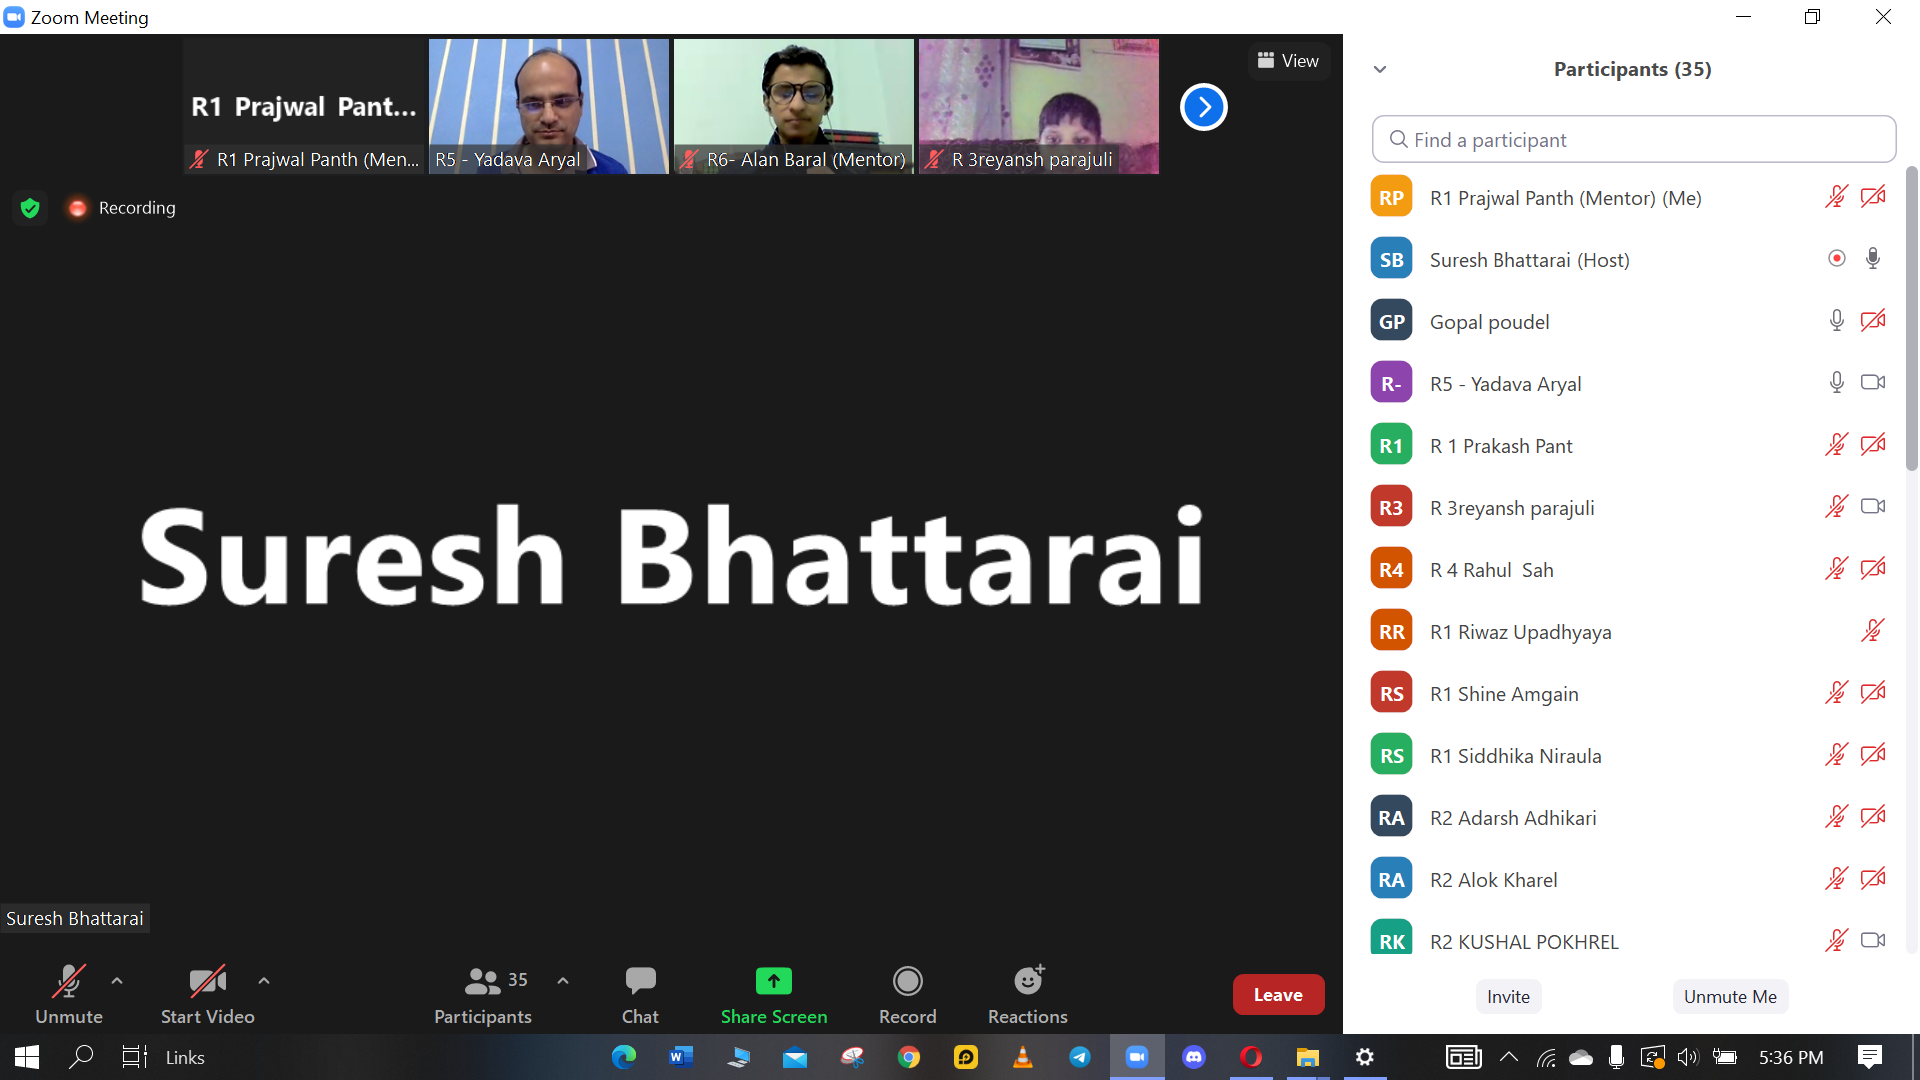 Zoom Meeting
R1 Prajwal Pant...
R1 Prajwal Panth (Men...
R5 - Yadava Aryal
R6- Alan Baral (Mentor)
R 3reyansh parajuli
View
Recording
Suresh Bhattarai
Suresh Bhattarai
Unmute
Start Video
35
Participants
Chat
Share Screen
Record
Reactions
Leave
Participants (35)
Find a participant
RP R1 Prajwal Panth (Mentor) (Me)
SB Suresh Bhattarai (Host)
GP Gopal poudel
R- R5 - Yadava Aryal
R1 R 1 Prakash Pant
R3 R 3reyansh parajuli
R4 R 4 Rahul  Sah
RR R1 Riwaz Upadhyaya
RS R1 Shine Amgain
RS R1 Siddhika Niraula
RA R2 Adarsh Adhikari
RA R2 Alok Kharel
RK R2 KUSHAL POKHREL
Invite
Unmute Me
Links
5:36 PM